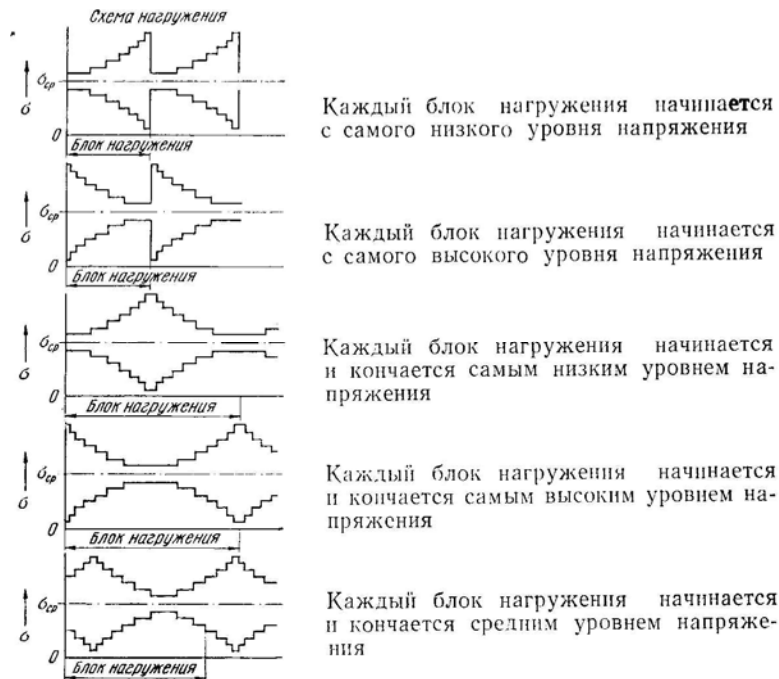 Схема нагружения
σ
σср
0
Блок нагружения
Каждый блок нагружения начинается
с самого низкого уровня напряжения
σ
σср
0
Блок нагружения
Каждый блок нагружения начинается
с самого высокого уровня напряжения
σ
σср
0
Блок нагружения
Каждый блок нагружения начинается
и кончается самым низким уровнем на-
пряжения
σ
σср
0
Блок нагружения
Каждый блок нагружения начинается
и кончается самым высоким уровнем на-
пряжения
σ
σср
0
Блок нагружения
Каждый блок нагружения начинается
и кончается средним уровнем напряже-
ния